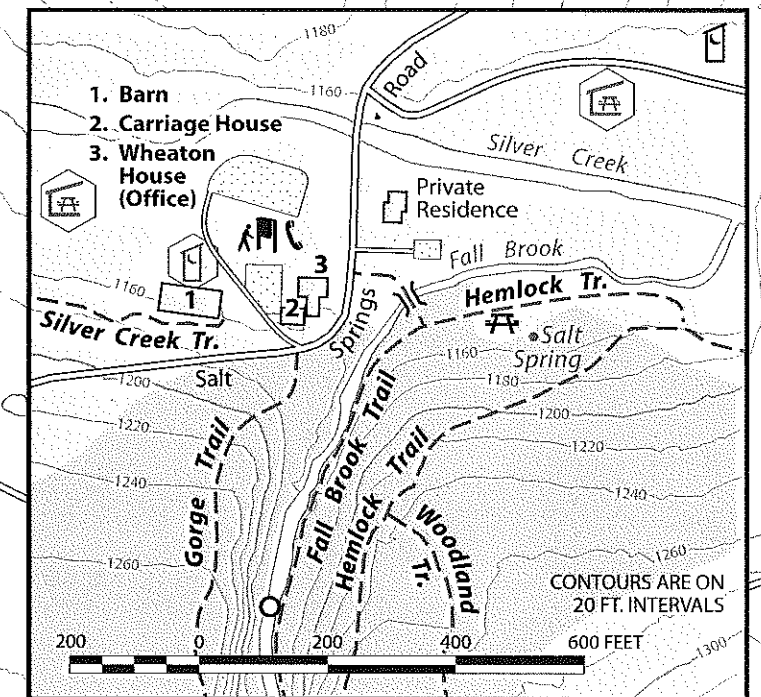 1180
1160
Road
1. Barn
2. Carriage House
3. Wheaton
House
(Office)
Silver Creek
Private
Residence
3
Fall Brook
1160
1
2
Hemlock Tr.
Silver Creek Tr.
Springs
Salt
Spring
1160
Salt
1200
1180
1200
1220
1220
Gorge Trail
Fall Brook Trail
Hemlock Trail
1240
1240
Woodland
Tr.
1260
1260
CONTOURS ARE ON
20 FT. INTERVALS
200 0 200 400 600 FEET
1300